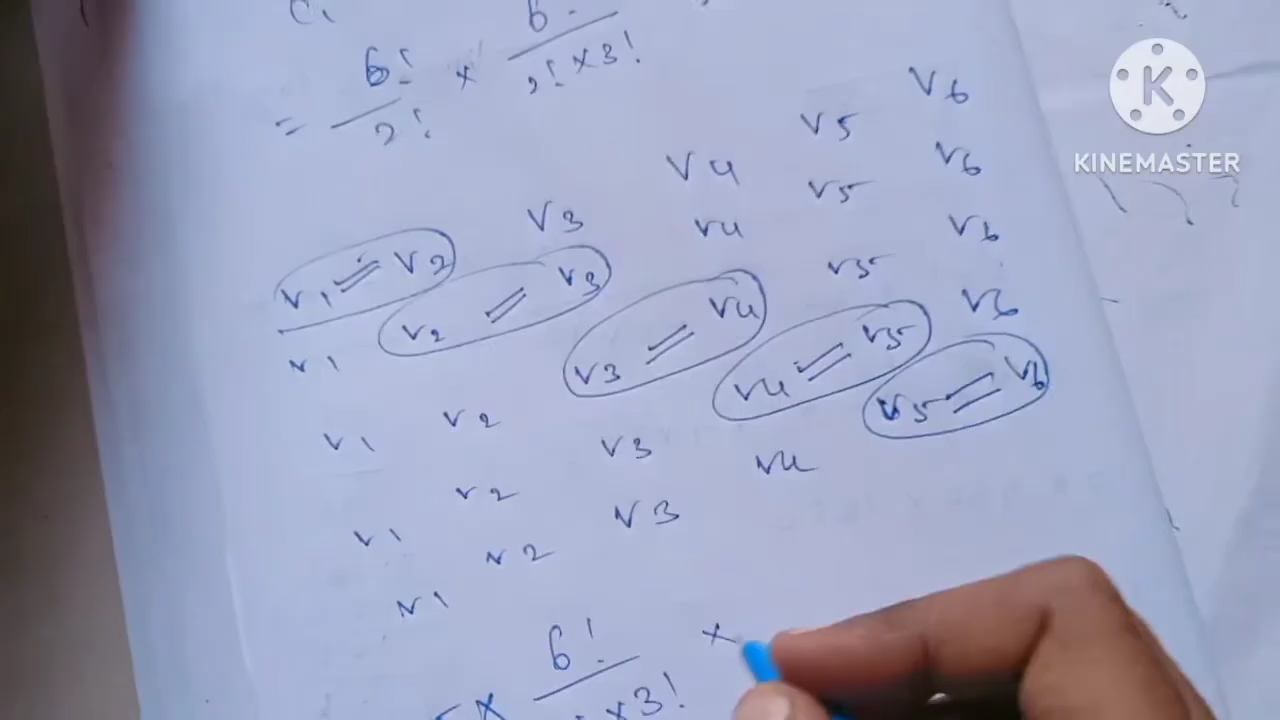 = 6! / 2! × 6! / 2! × 3!
V6
V5
KINEMASTER
V4 V5 V6
V3 V4 V6
V1 = V2 V2 = V3 V5
V3 = V4 V4 = V5 V6
V1 V5 = V6
V1 V2 V3 V4
V1 V2 V3
V1 V2
6! / × 3! ×